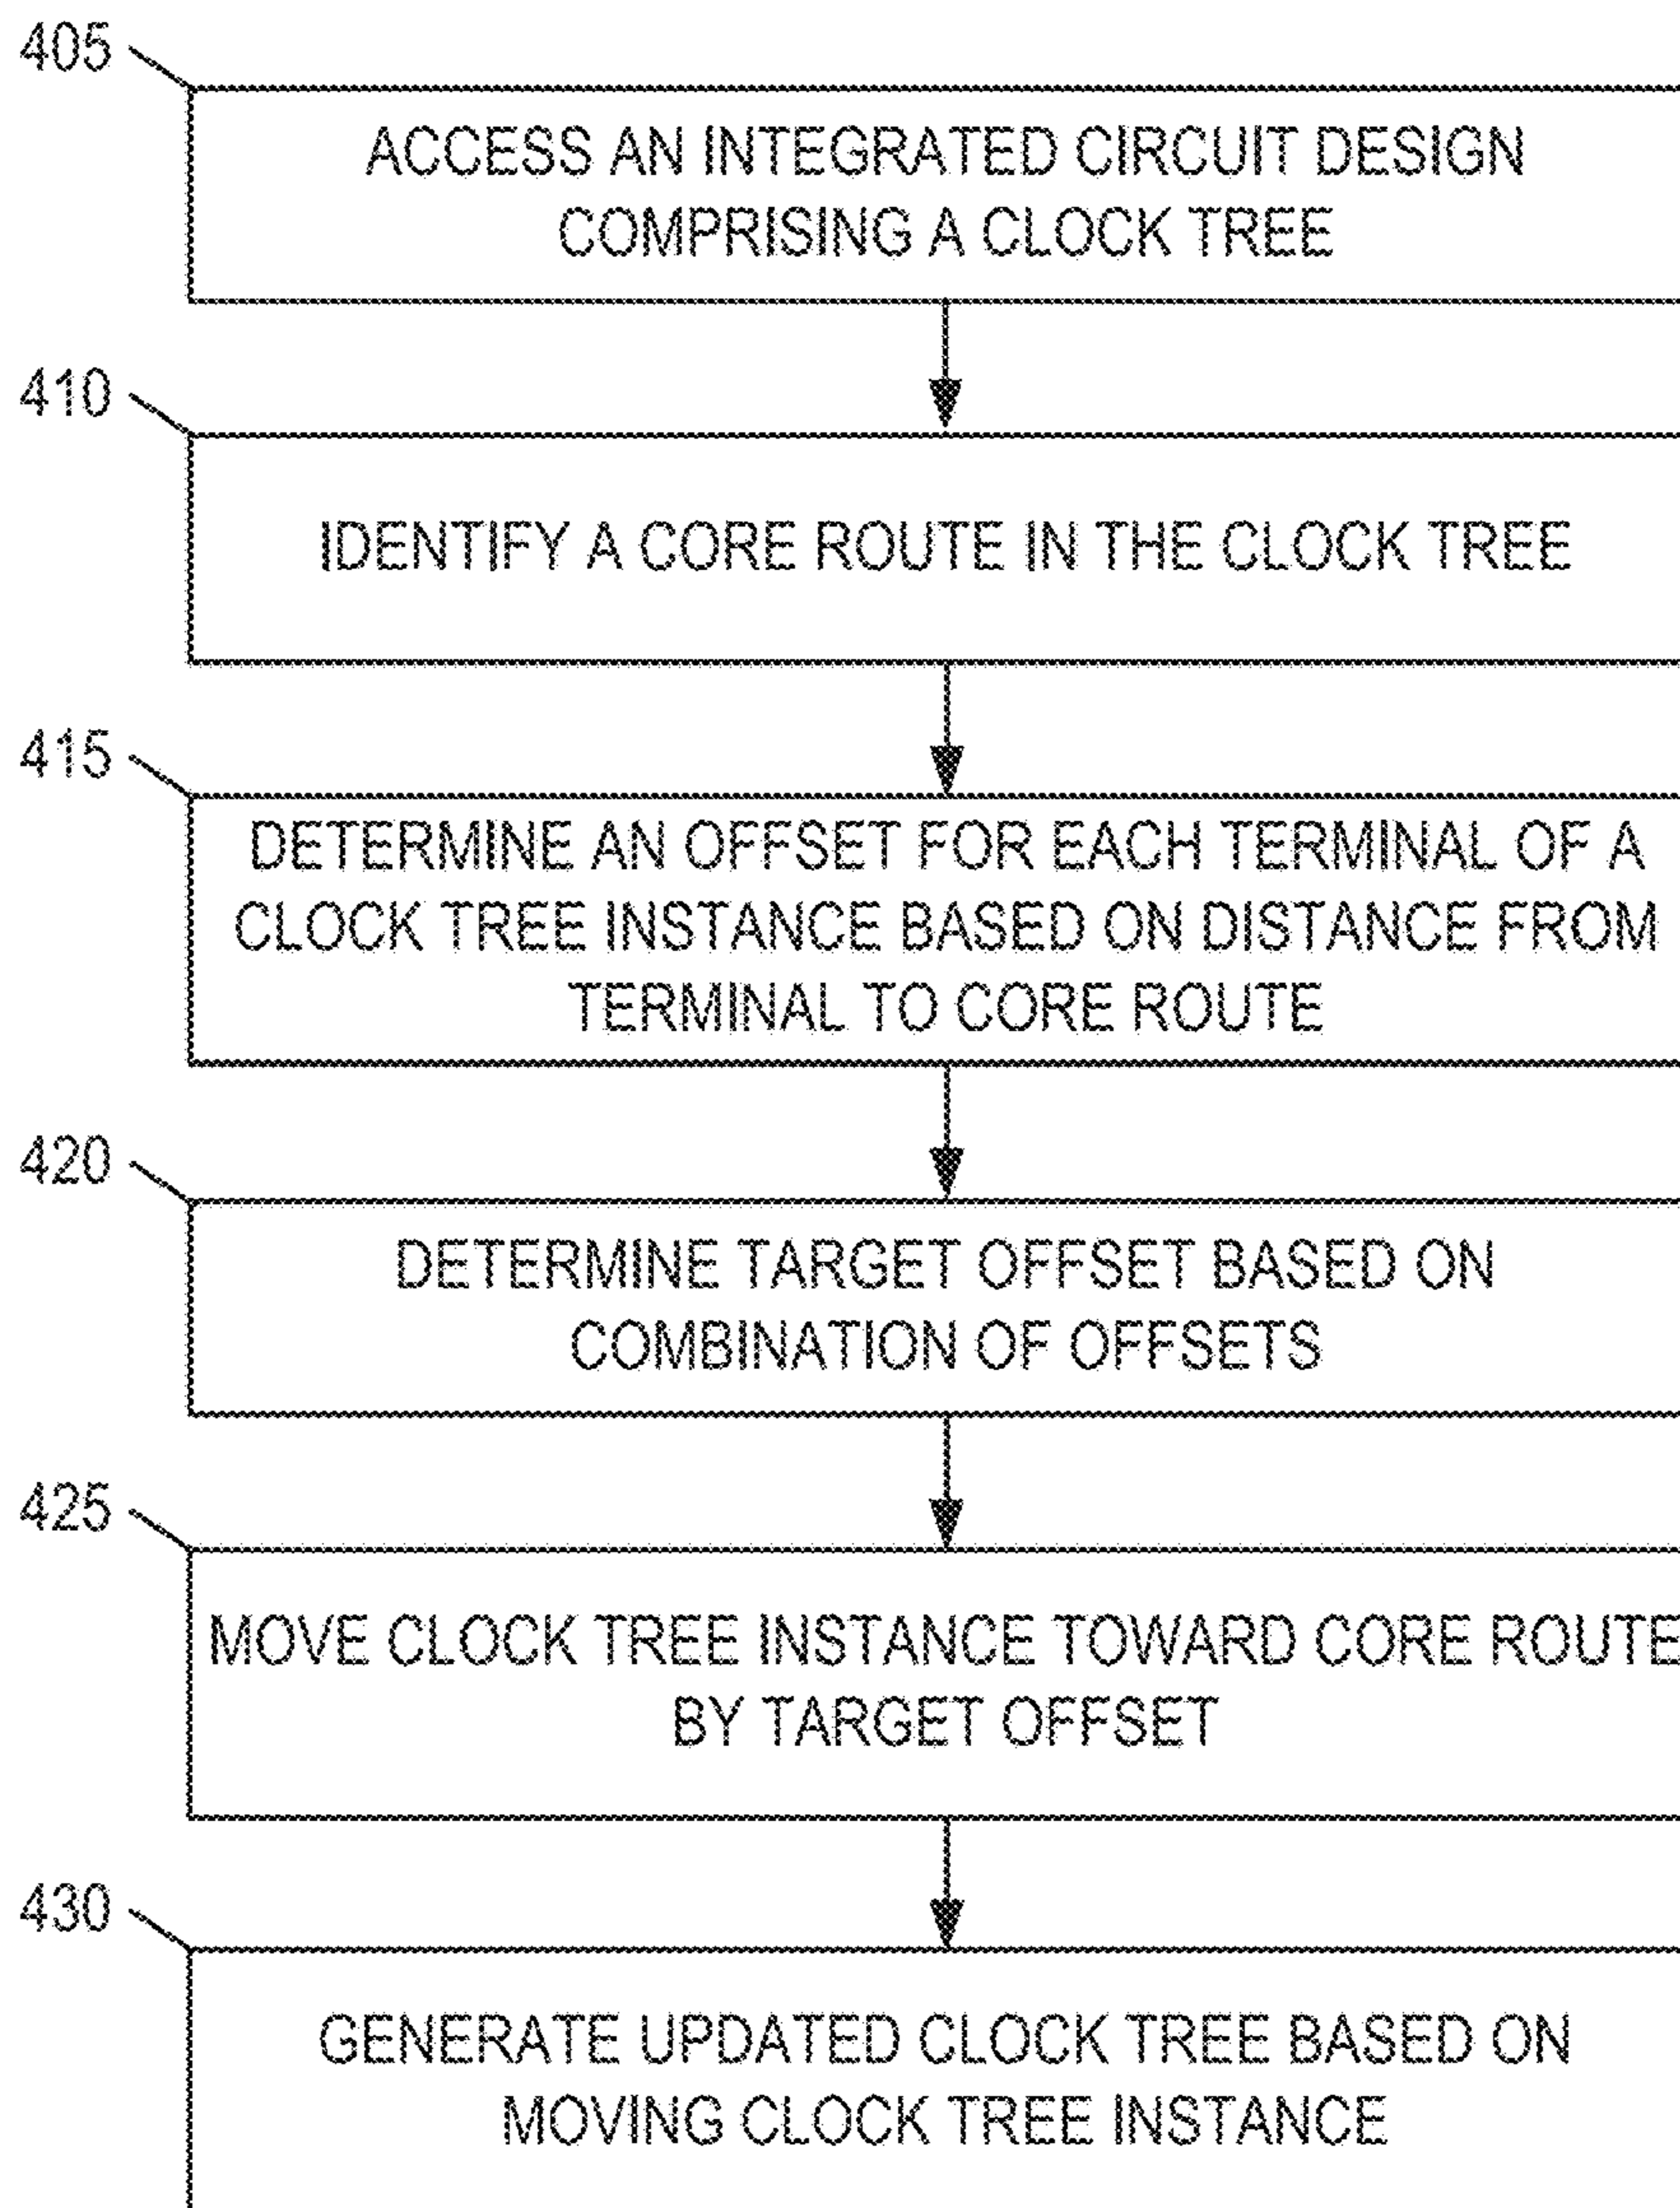 405
ACCESS AN INTEGRATED CIRCUIT DESIGN
COMPRISING A CLOCK TREE
410
IDENTIFY A CORE ROUTE IN THE CLOCK TREE
415
DETERMINE AN OFFSET FOR EACH TERMINAL OF A
CLOCK TREE INSTANCE BASED ON DISTANCE FROM
TERMINAL TO CORE ROUTE
420
DETERMINE TARGET OFFSET BASED ON
COMBINATION OF OFFSETS
425
MOVE CLOCK TREE INSTANCE TOWARD CORE ROUTE
BY TARGET OFFSET
430
GENERATE UPDATED CLOCK TREE BASED ON
MOVING CLOCK TREE INSTANCE